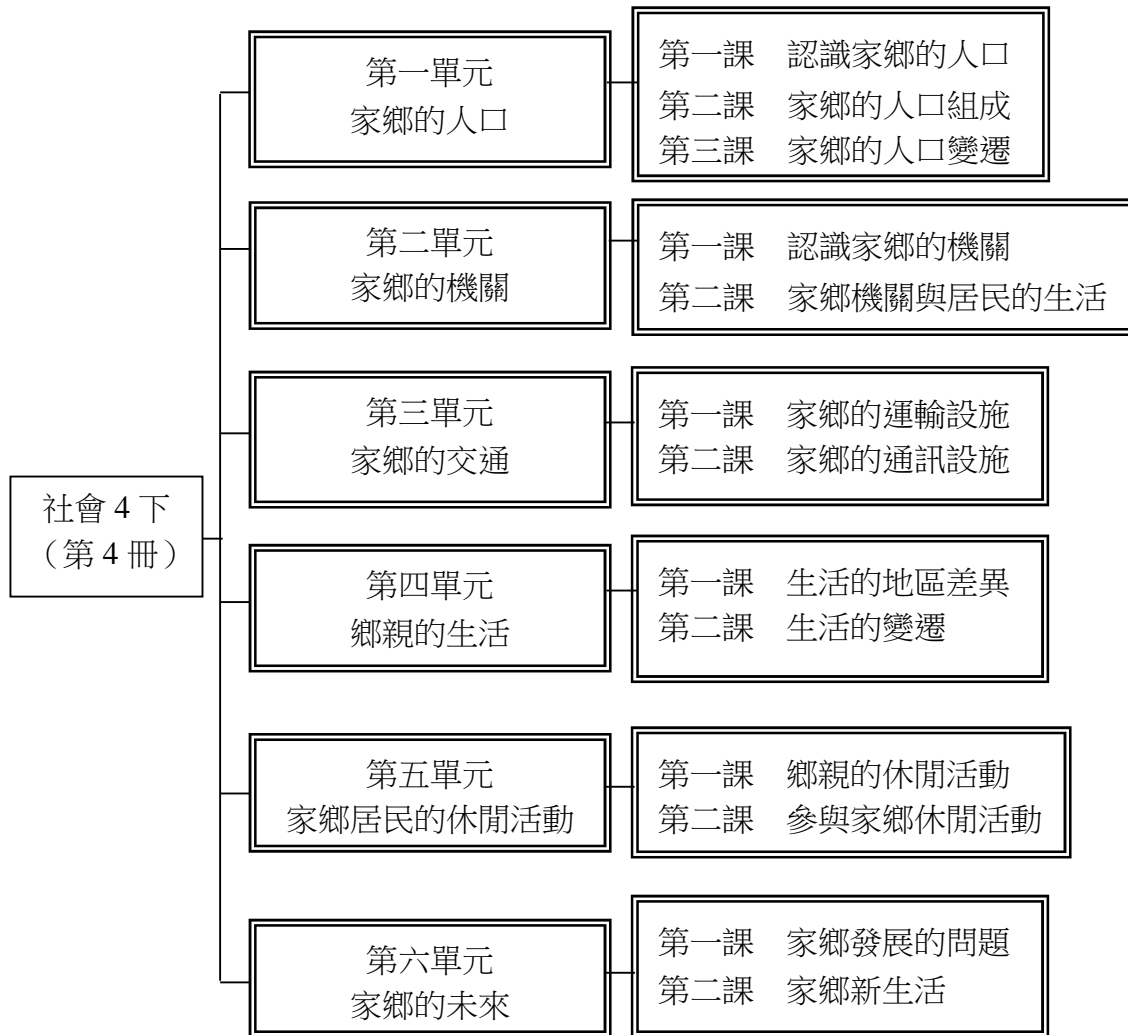 社會 4 下
（第 4 冊）
第一單元
家鄉的人口
第一課　認識家鄉的人口
第二課　家鄉的人口組成
第三課　家鄉的人口變遷
第二單元
家鄉的機關
第一課　認識家鄉的機關
第二課　家鄉機關與居民的生活
第三單元
家鄉的交通
第一課　家鄉的運輸設施
第二課　家鄉的通訊設施
第四單元
鄉親的生活
第一課　生活的地區差異
第二課　生活的變遷
第五單元
家鄉居民的休閒活動
第一課　鄉親的休閒活動
第二課　參與家鄉休閒活動
第六單元
家鄉的未來
第一課　家鄉發展的問題
第二課　家鄉新生活